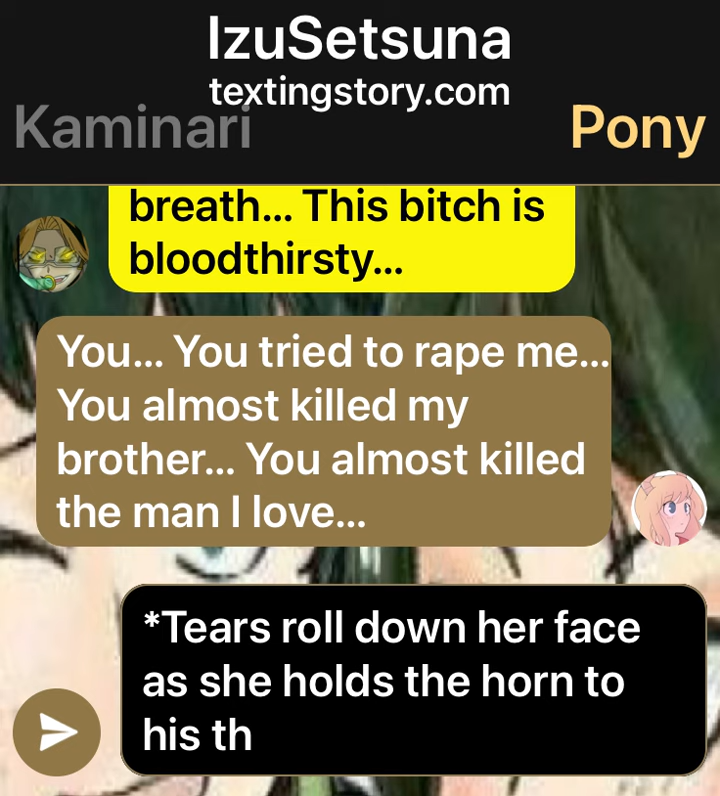 IzuSetsuna
textingstory.com
Kaminari
Pony
breath... This bitch is
bloodthirsty...
You... You tried to rape me...
You almost killed my
brother... You almost killed
the man I love...
*Tears roll down her face
as she holds the horn to
his th